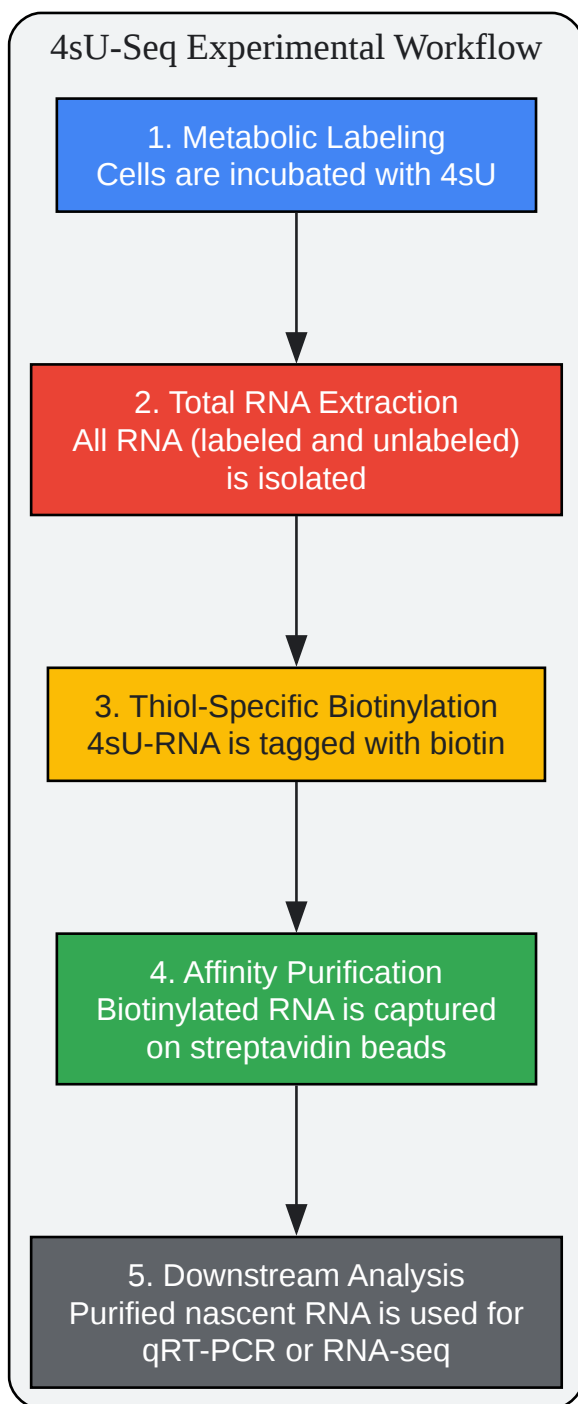 4sU-Seq Experimental Workflow
1. Metabolic Labeling
Cells are incubated with 4sU
2. Total RNA Extraction
All RNA (labeled and unlabeled)
is isolated
3. Thiol-Specific Biotinylation
4sU-RNA is tagged with biotin
4. Affinity Purification
Biotinylated RNA is captured
on streptavidin beads
5. Downstream Analysis
Purified nascent RNA is used for
qRT-PCR or RNA-seq